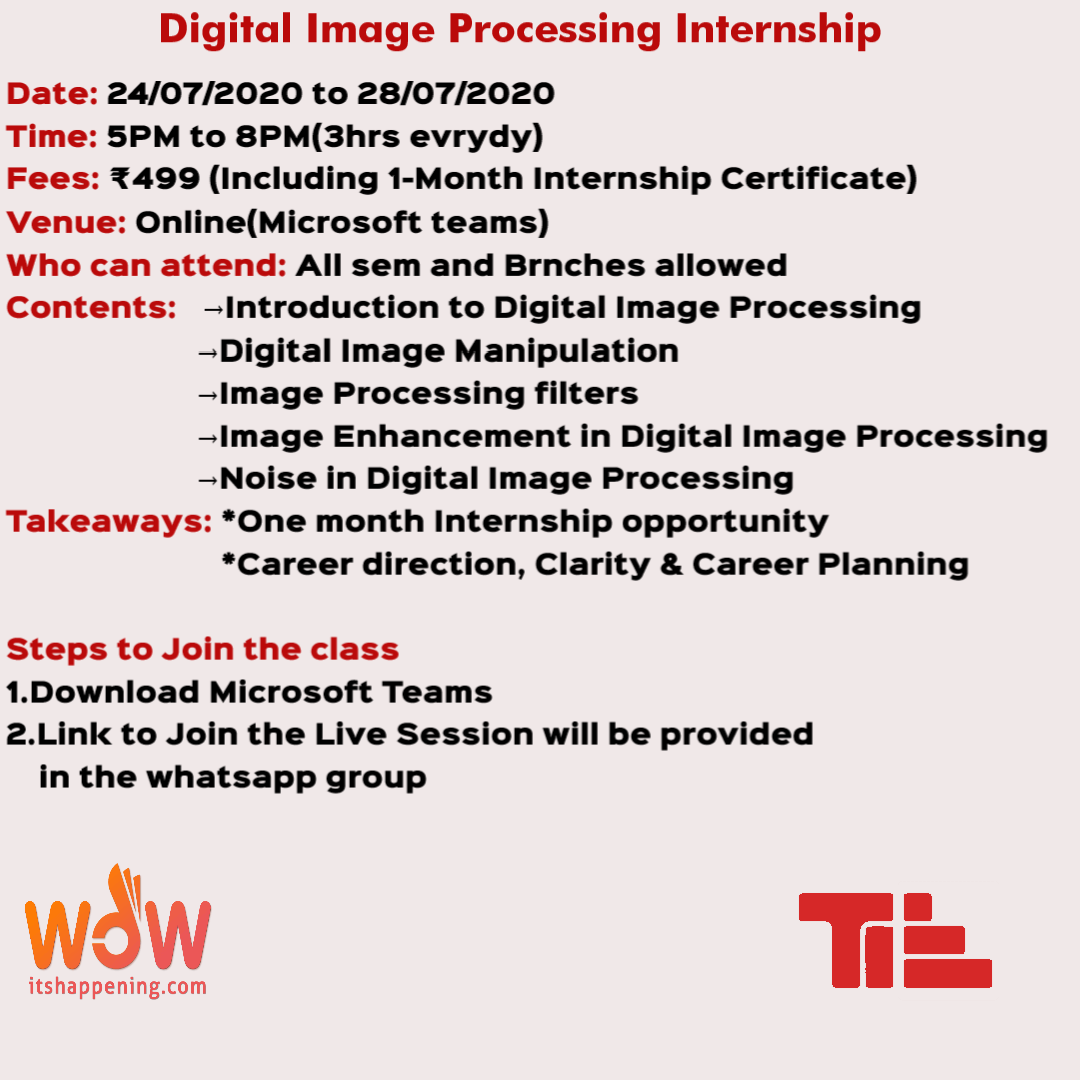 Digital Image Processing Internship
Date: 24/07/2020 to 28/07/2020
Time: 5PM to 8PM(3hrs evrydy)
Fees: ₹499 (Including 1-Month Internship Certificate)
Venue: Online(Microsoft teams)
Who can attend: All sem and Brnches allowed
Contents: →Introduction to Digital Image Processing
→Digital Image Manipulation
→Image Processing filters
→Image Enhancement in Digital Image Processing
→Noise in Digital Image Processing
Takeaways: *One month Internship opportunity
*Career direction, Clarity & Career Planning
Steps to Join the class
1.Download Microsoft Teams
2.Link to Join the Live Session will be provided
in the whatsapp group
WOW
itshappening.com
TiE